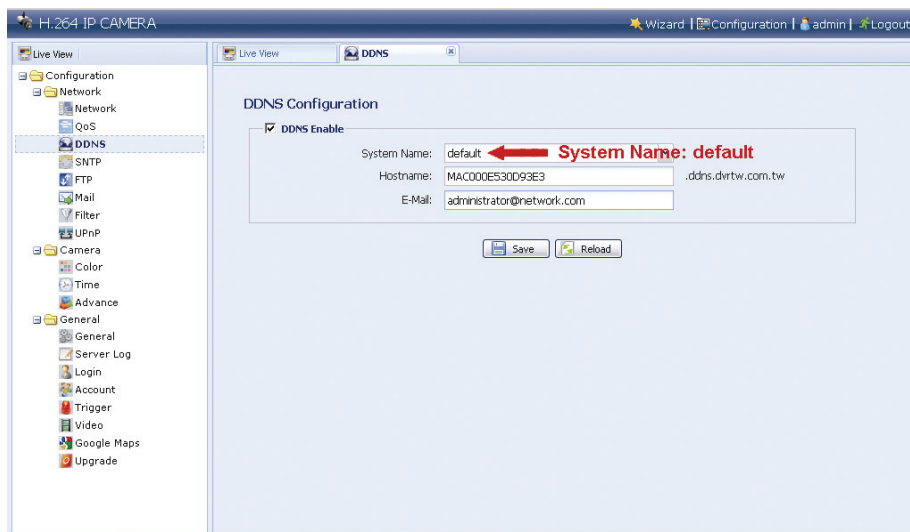 H.264 IP CAMERA
Wizard | Configuration | admin | Logout
Live View
Configuration
Network
Network
QoS
DDNS
SNTP
FTP
Mail
Filter
UPnP
Camera
Color
Time
Advance
General
General
Server Log
Login
Account
Trigger
Video
Google Maps
Upgrade
Live View
DDNS
DDNS Configuration
DDNS Enable
System Name: default
System Name: default
Hostname: MAC000E530D93E3 .ddns.dvrtw.com.tw
E-Mail: administrator@network.com
Save
Reload